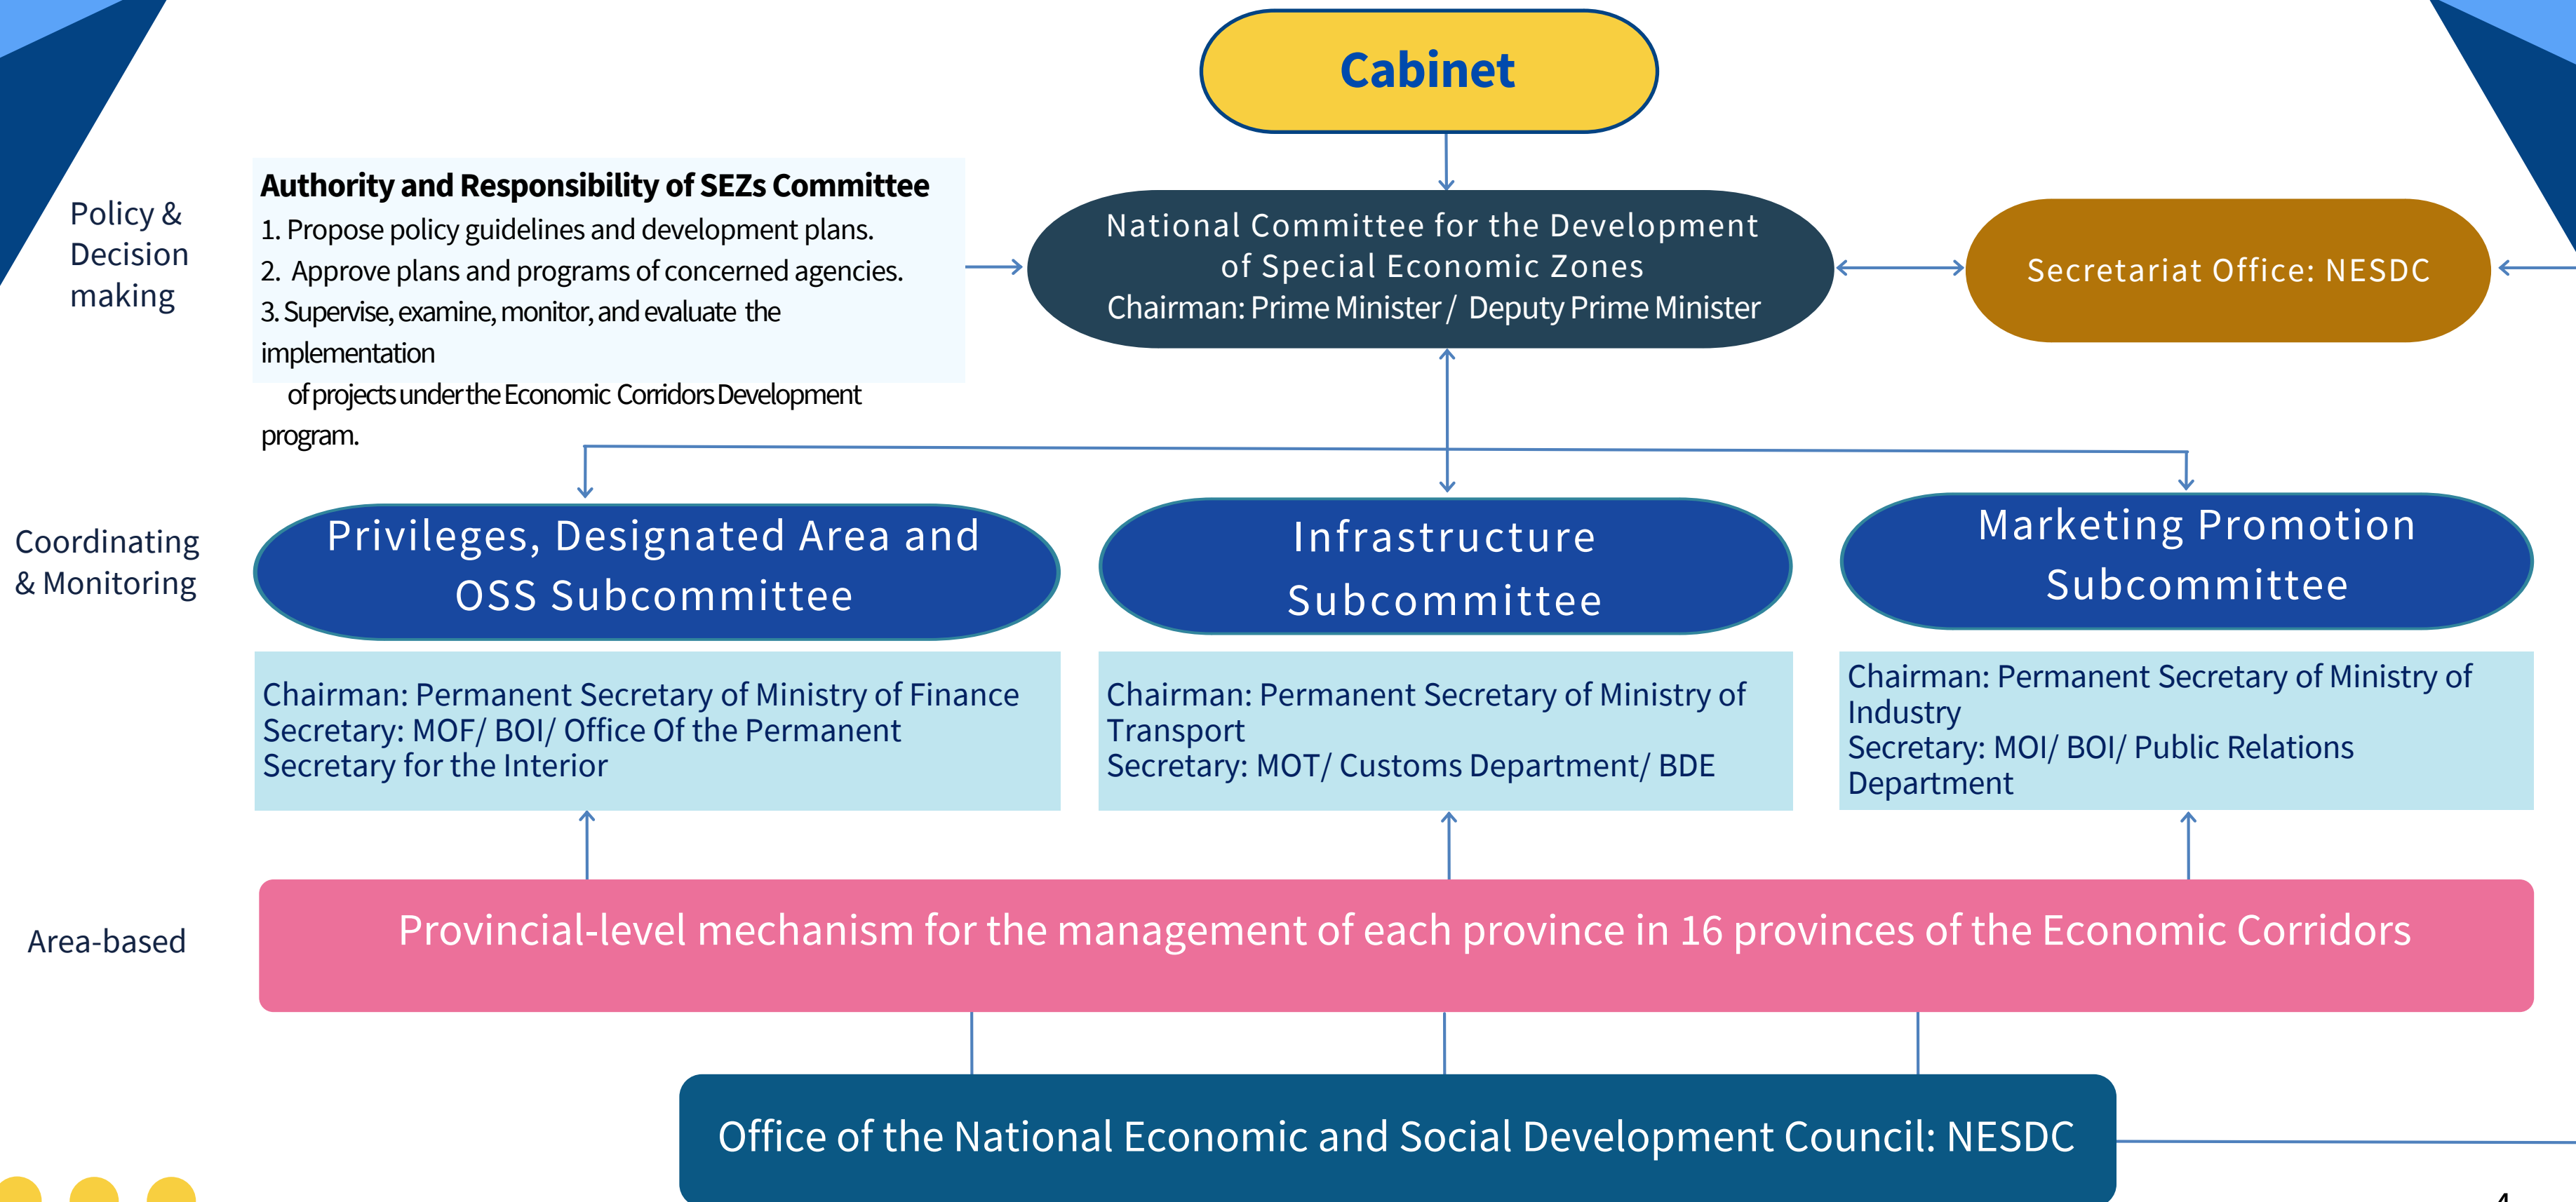 Cabinet
Policy &
Decision
making
Authority and Responsibility of SEZs Committee
1. Propose policy guidelines and development plans.
2. Approve plans and programs of concerned agencies.
3. Supervise, examine, monitor, and evaluate the
implementation
of projects under the Economic Corridors Development
program.
National Committee for the Development
of Special Economic Zones
Chairman: Prime Minister / Deputy Prime Minister
Secretariat Office: NESDC
Coordinating
& Monitoring
Privileges, Designated Area and
OSS Subcommittee
Infrastructure
Subcommittee
Marketing Promotion
Subcommittee
Chairman: Permanent Secretary of Ministry of Finance
Secretary: MOF/ BOI/ Office Of the Permanent
Secretary for the Interior
Chairman: Permanent Secretary of Ministry of
Transport
Secretary: MOT/ Customs Department/ BDE
Chairman: Permanent Secretary of Ministry of
Industry
Secretary: MOI/ BOI/ Public Relations
Department
Area-based
Provincial-level mechanism for the management of each province in 16 provinces of the Economic Corridors
Office of the National Economic and Social Development Council: NESDC